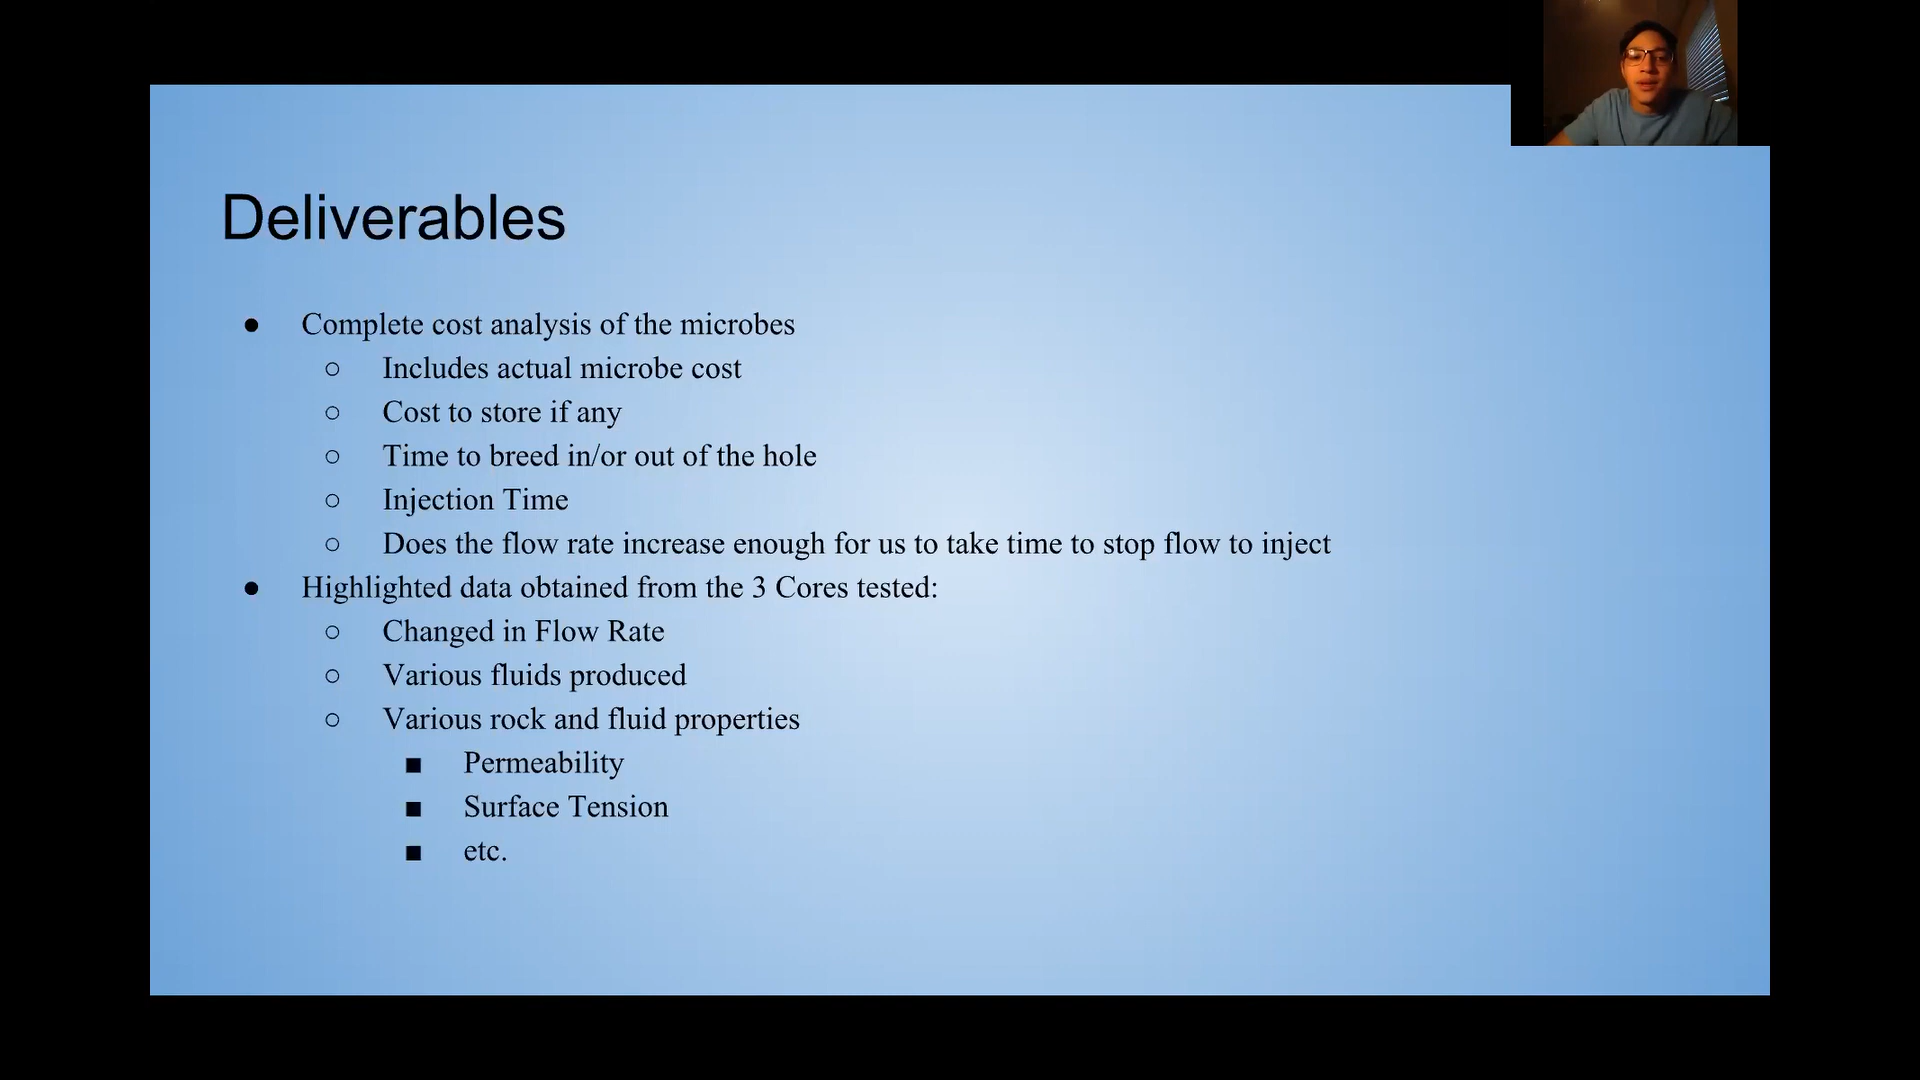 Deliverables
● Complete cost analysis of the microbes
○ Includes actual microbe cost
○ Cost to store if any
○ Time to breed in/or out of the hole
○ Injection Time
○ Does the flow rate increase enough for us to take time to stop flow to inject
● Highlighted data obtained from the 3 Cores tested:
○ Changed in Flow Rate
○ Various fluids produced
○ Various rock and fluid properties
■ Permeability
■ Surface Tension
■ etc.